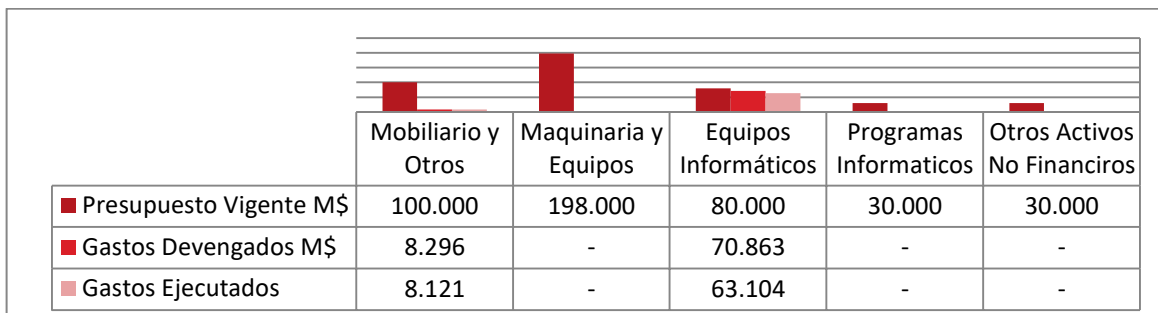 Mobiliario y Otros
Maquinaria y Equipos
Equipos Informáticos
Programas Informaticos
Otros Activos No Financiros
Presupuesto Vigente M$ 100.000 198.000 80.000 30.000 30.000
Gastos Devengados M$ 8.296 - 70.863 - -
Gastos Ejecutados 8.121 - 63.104 - -